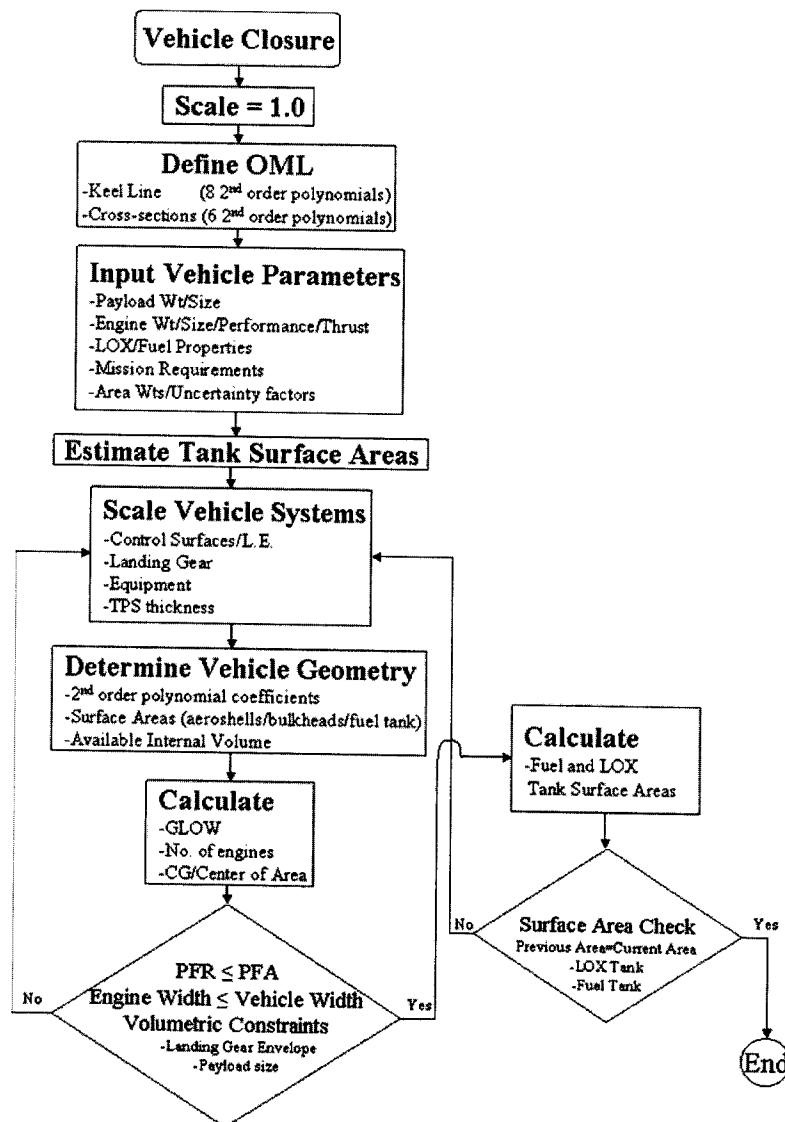 Vehicle Closure
Scale = 1.0
Define OML
-Keel Line (8 2nd order polynomials)
-Cross-sections (6 2nd order polynomials)
Input Vehicle Parameters
-Payload Wt/Size
-Engine Wt/Size/Performance/Thrust
-LOX/Fuel Properties
-Mission Requirements
-Area Wts/Uncertainty factors
Estimate Tank Surface Areas
Scale Vehicle Systems
-Control Surfaces/L.E.
-Landing Gear
-Equipment
-TPS thickness
Determine Vehicle Geometry
-2nd order polynomial coefficients
-Surface Areas (aeroshells/bulkheads/fuel tank)
-Available Internal Volume
Calculate
-GLOW
-No. of engines
-CG/Center of Area
No
PFR ≤ PFA
Engine Width ≤ Vehicle Width
Volumetric Constraints
-Landing Gear Envelope
-Payload size
Yes
Calculate
-Fuel and LOX
Tank Surface Areas
No
Surface Area Check
Previous Area=Current Area
-LOX Tank
-Fuel Tank
Yes
End